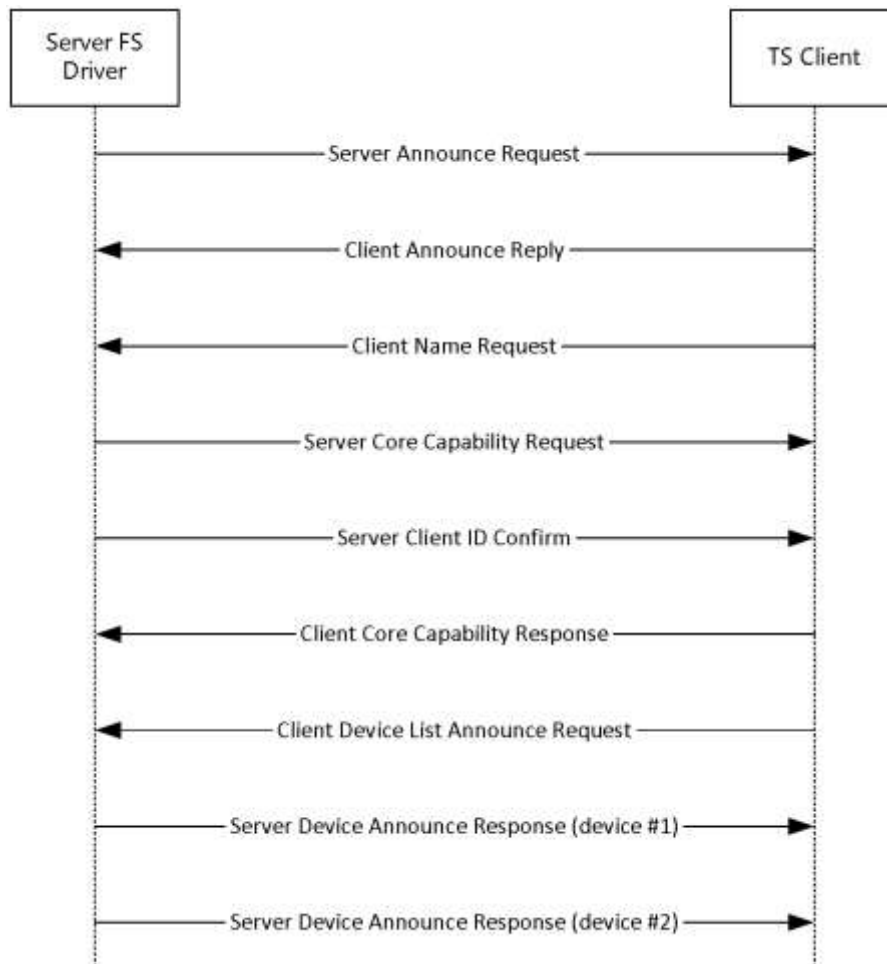 Server FS
Driver
TS Client
Server Announce Request
Client Announce Reply
Client Name Request
Server Core Capability Request
Server Client ID Confirm
Client Core Capability Response
Client Device List Announce Request
Server Device Announce Response (device #1)
Server Device Announce Response (device #2)